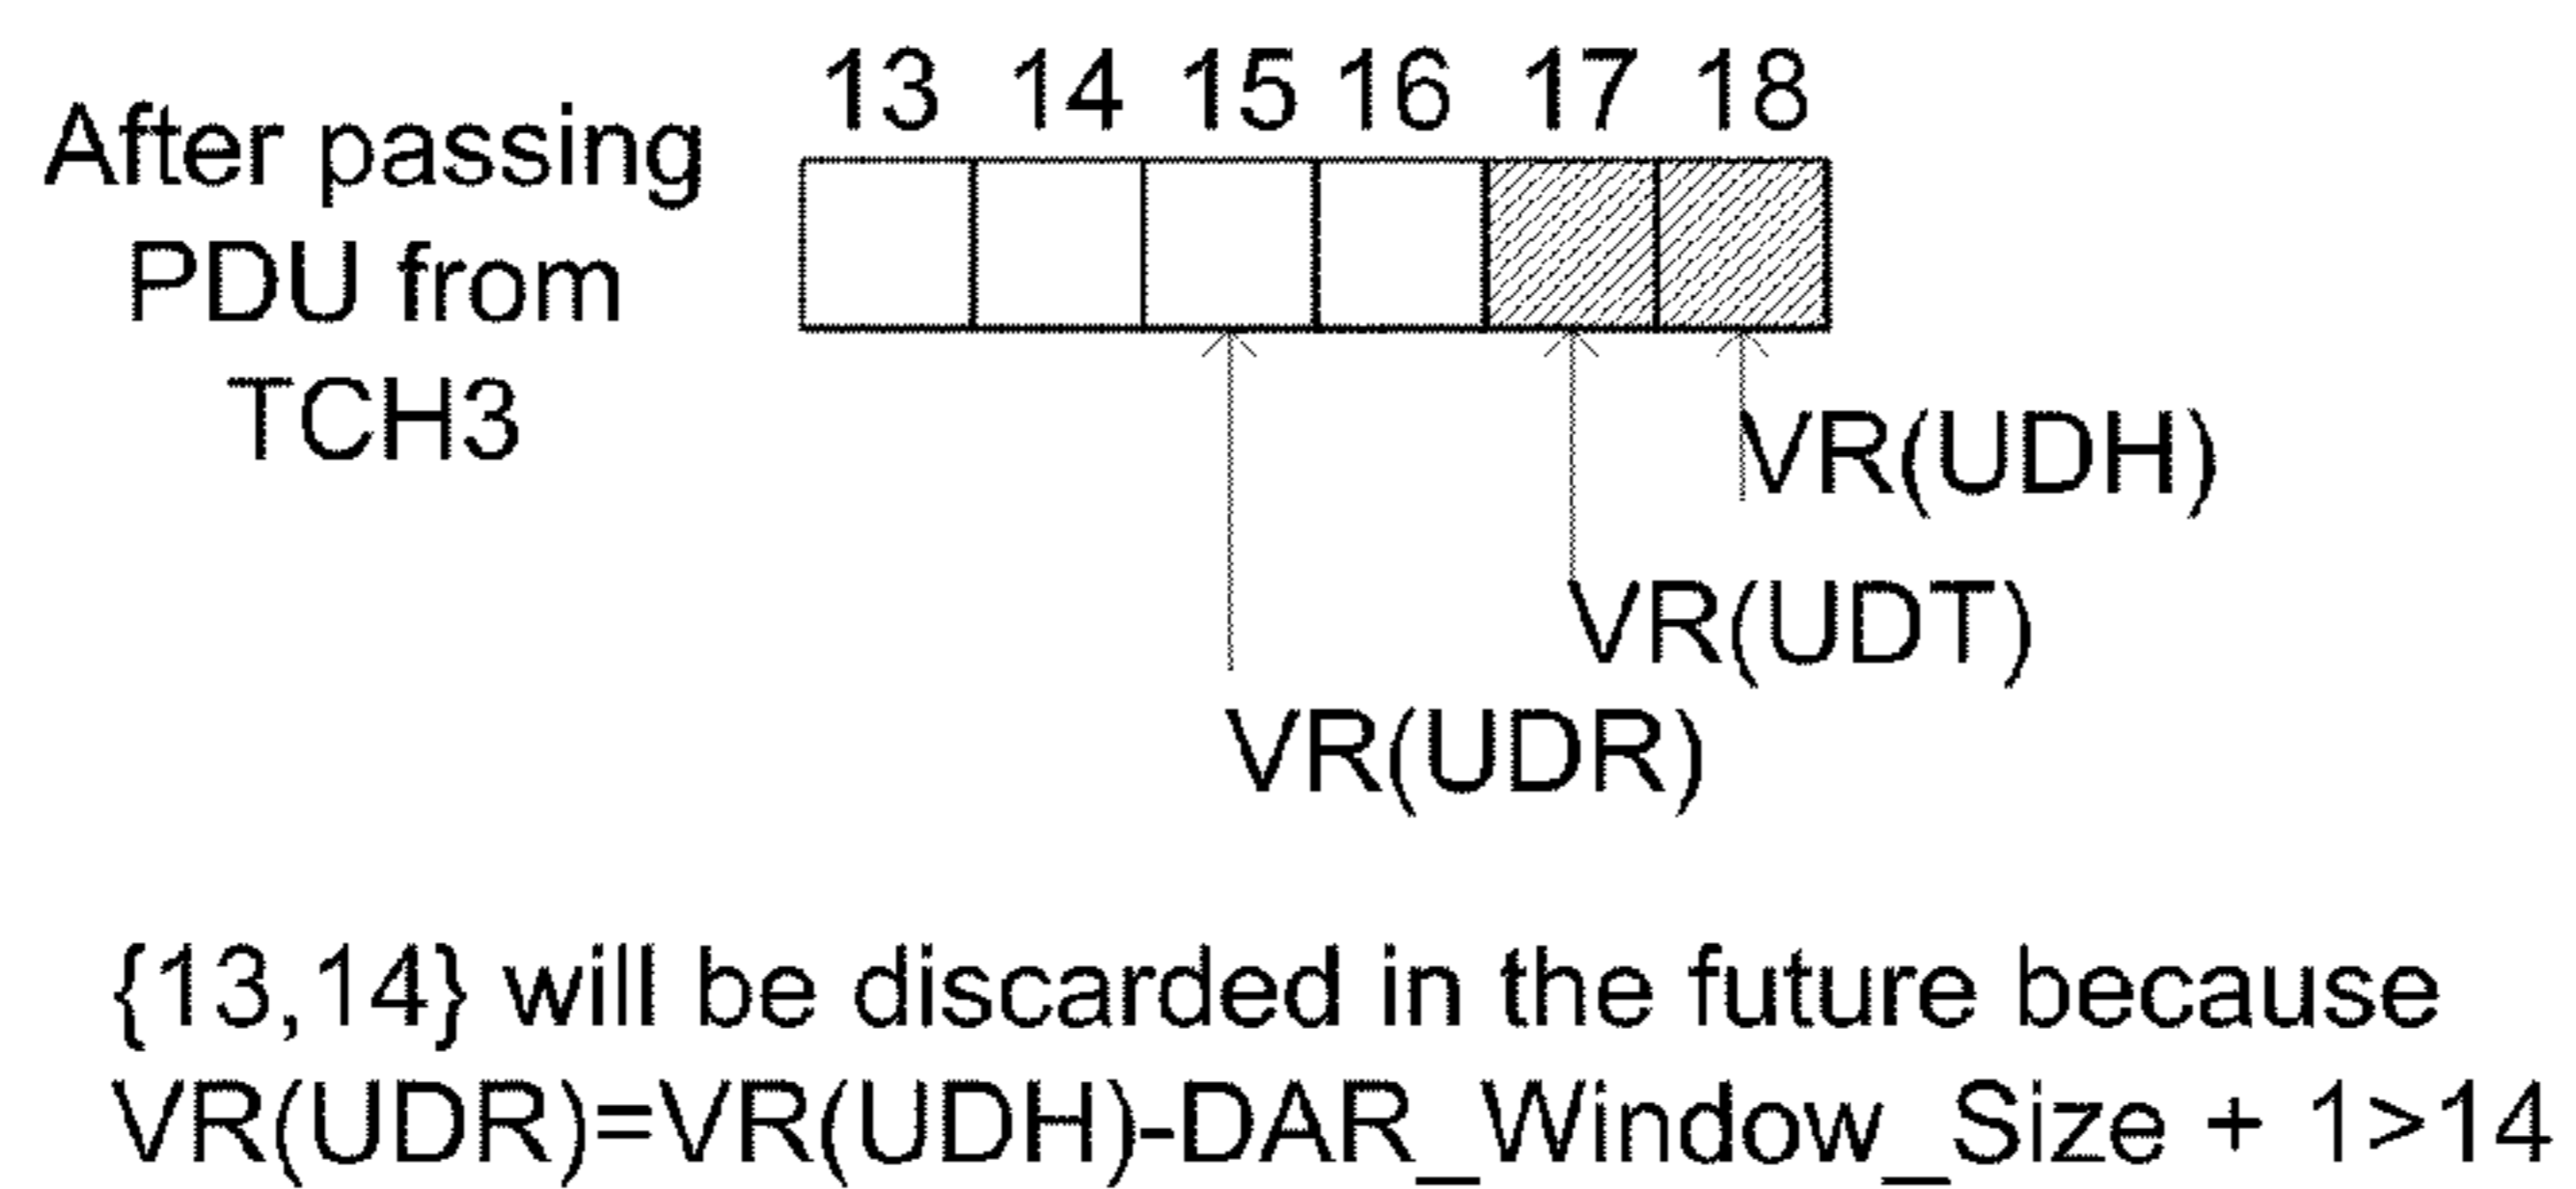 13 14 15 16 17 18
After passing
PDU from
TCH3
VR(UDH)
VR(UDT)
VR(UDR)
{13,14} will be discarded in the future because
VR(UDR)=VR(UDH)-DAR_Window_Size + 1>14